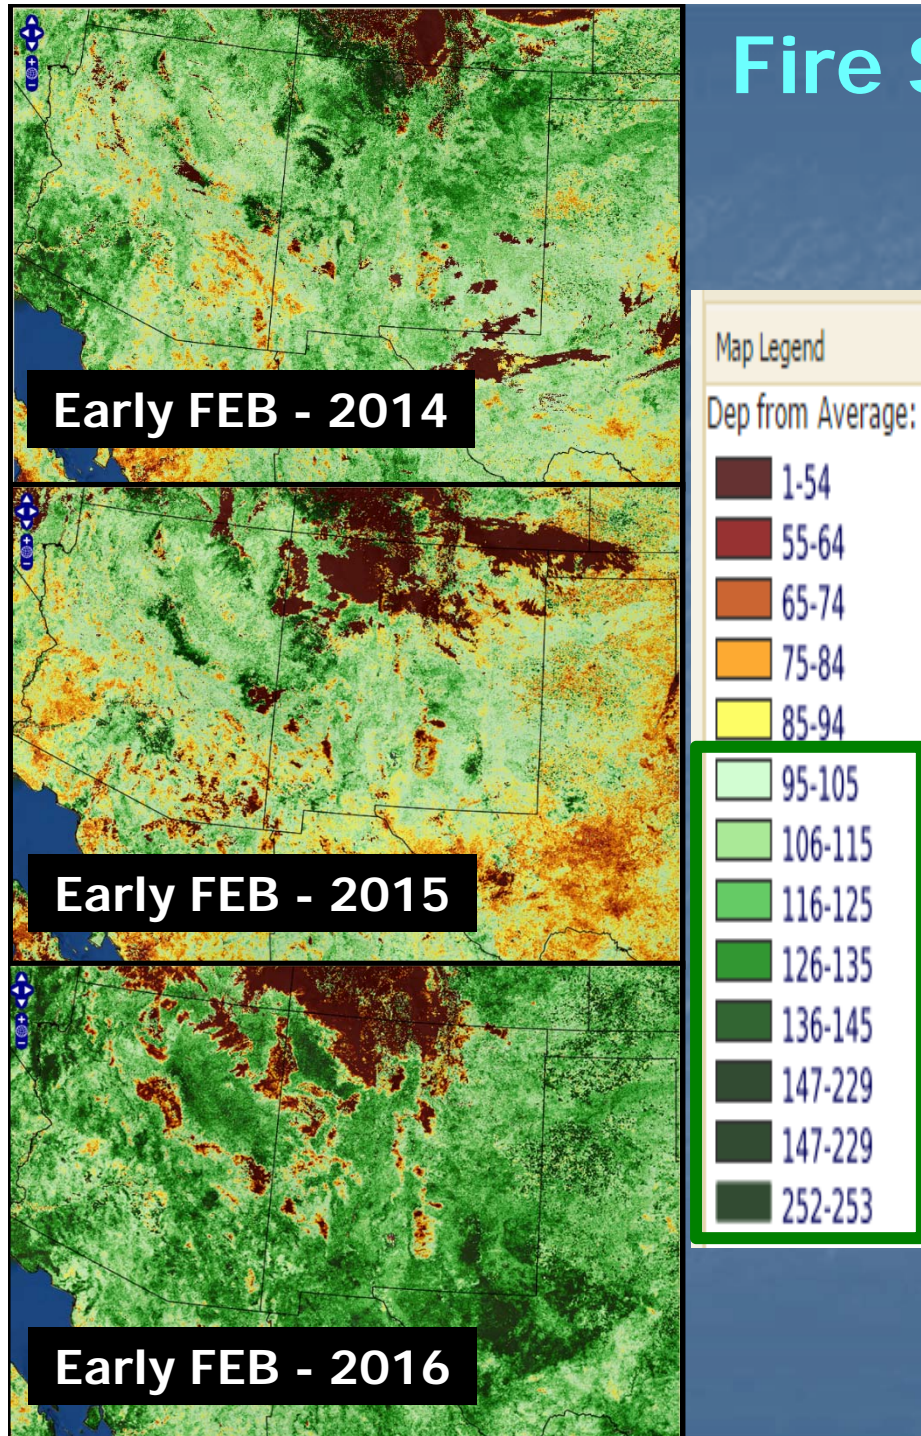 Fire
Early FEB - 2014
Early FEB - 2015
Early FEB - 2016
Map Legend
Dep from Average:
1-54
55-64
65-74
75-84
85-94
95-105
106-115
116-125
126-135
136-145
147-229
147-229
252-253